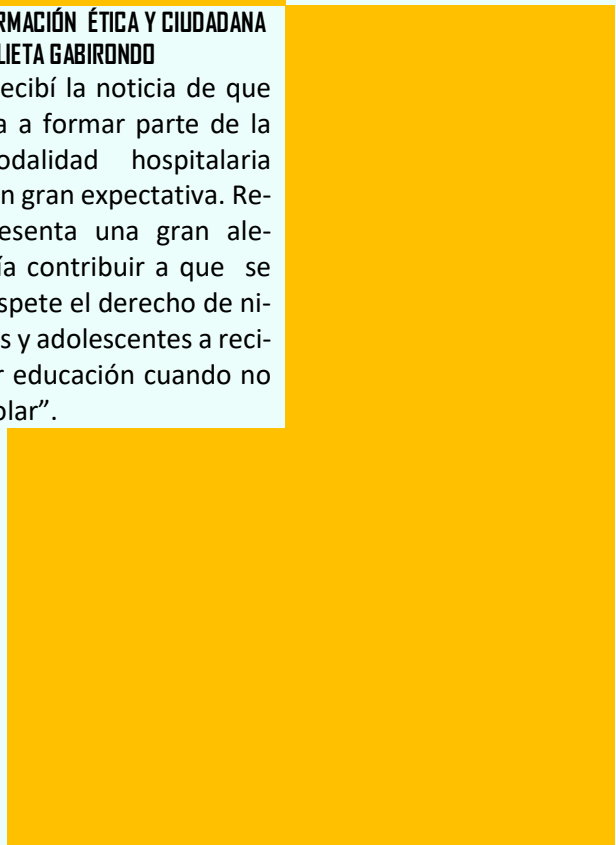 RMACIÓN ÉTICA Y CIUDADANA
LIETA GABIRONDO
ecibí la noticia de que
a a formar parte de la
odalidad hospitalaria
n gran expectativa. Re-
esenta una gran ale-
ía contribuir a que se
spete el derecho de ni-
s y adolescentes a reci-
r educación cuando no
olar”.